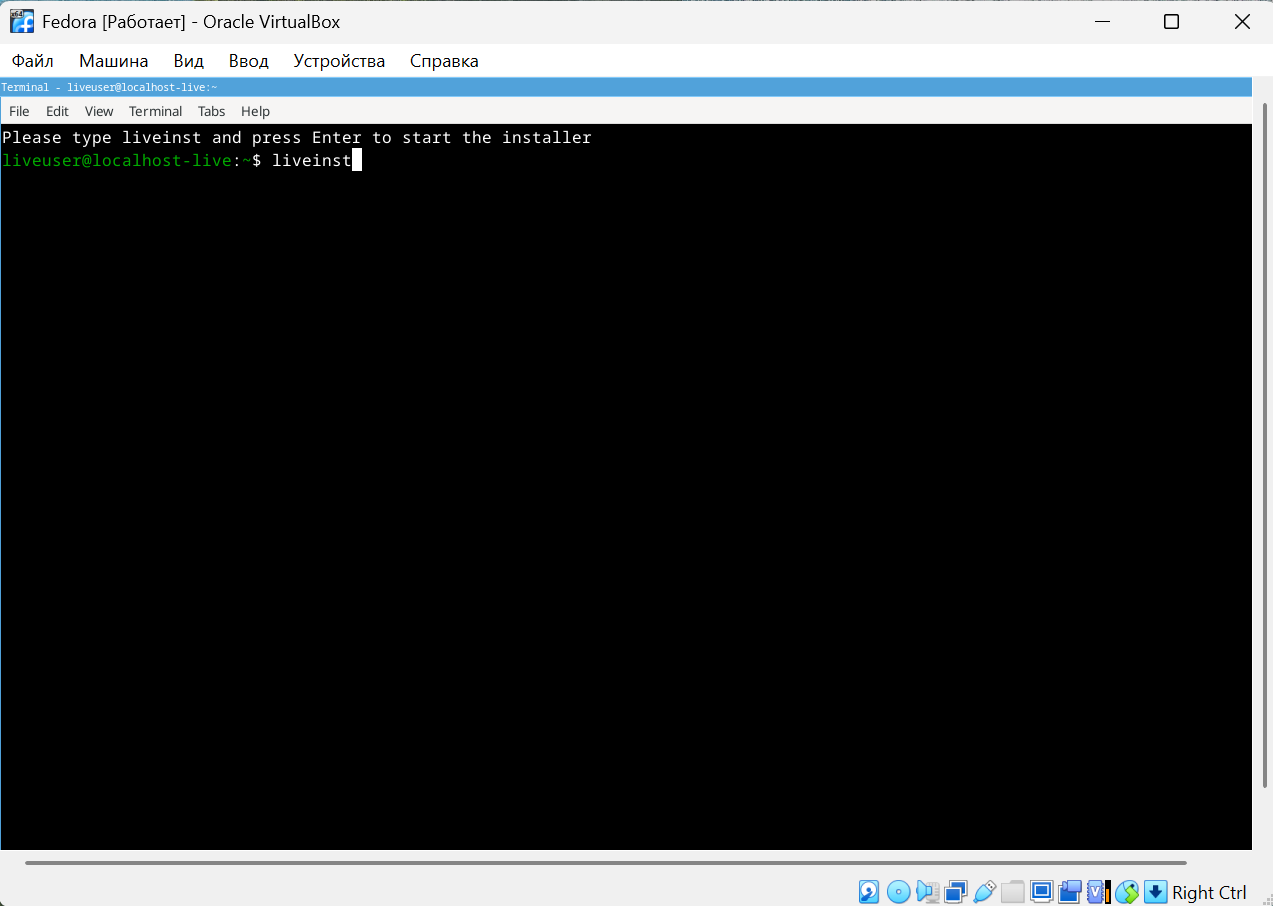 Fedora [Работает] - Oracle VirtualBox
Файл Машина Вид Ввод Устройства Справка
Terminal - liveuser@localhost-live:~
File Edit View Terminal Tabs Help
Please type liveinst and press Enter to start the installer
liveuser@localhost-live:~$ liveinst
Right Ctrl